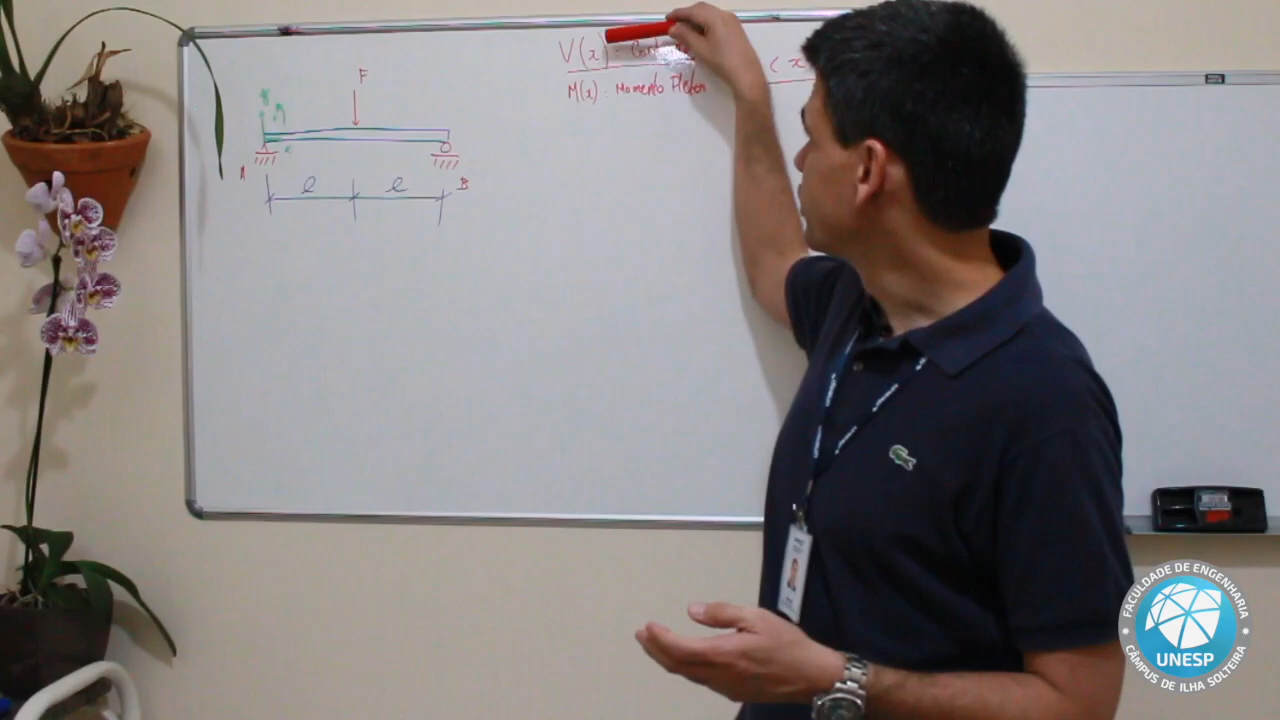 V(x) :
M(x) : Momento Fletor
< x
F
A
l l
B
FACULDADE DE ENGENHARIA
UNESP
CÂMPUS DE ILHA SOLTEIRA